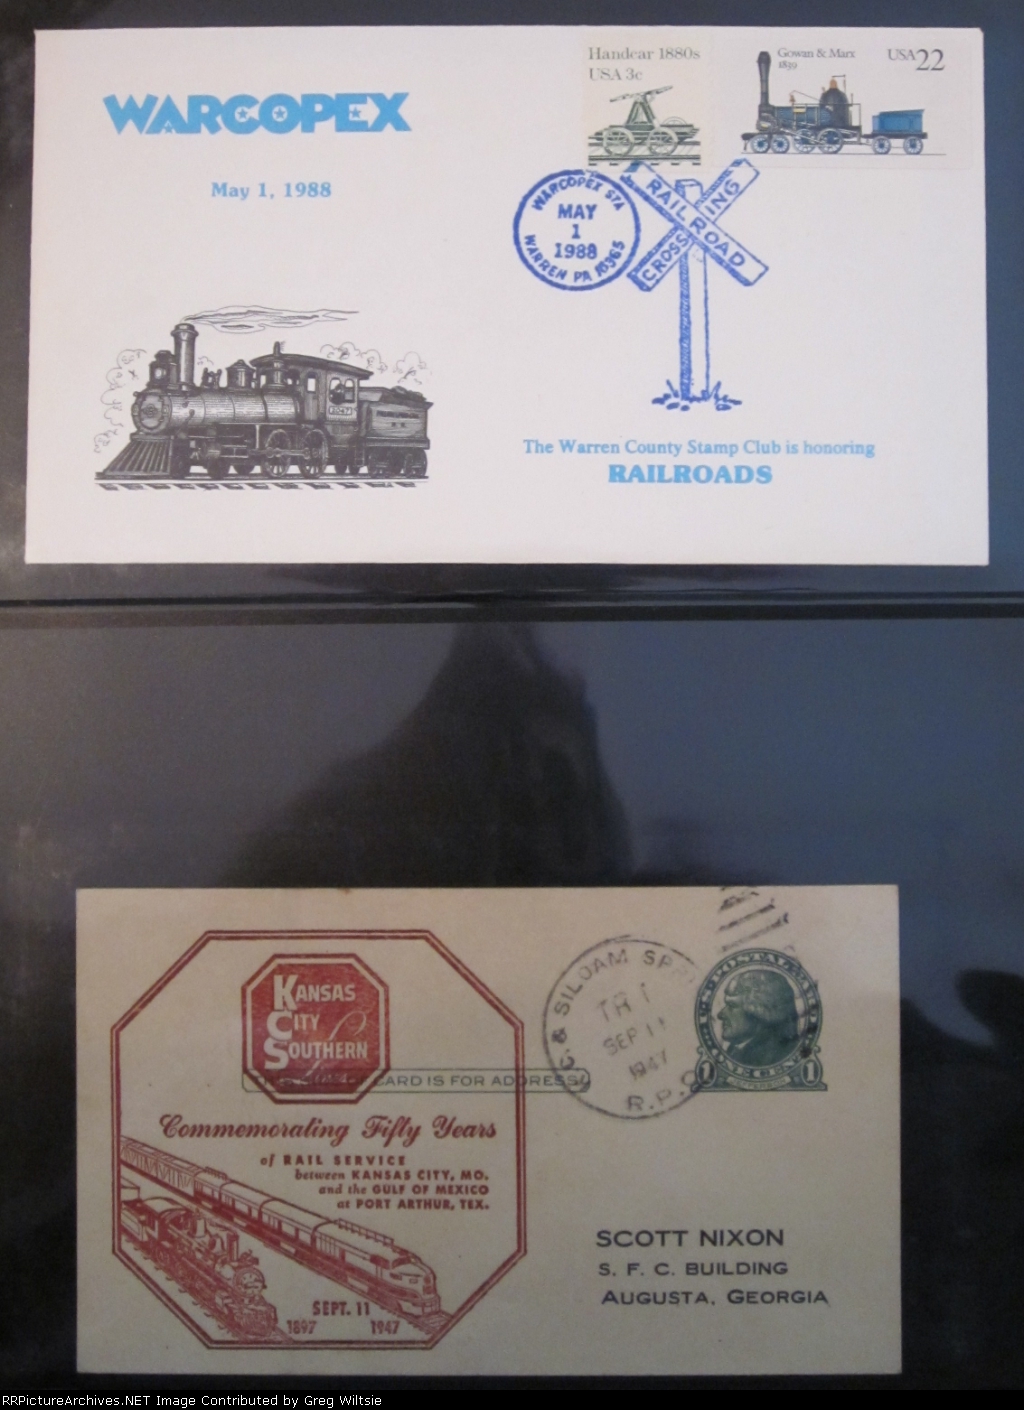 WARCOPEX
May 1, 1988
Handcar 1880s
USA 3c
Gowan & Marx
1839
USA 22
WARCOPEX STA
MAY
1
1988
WARREN PA 16365
RAILROAD
CROSSING
The Warren County Stamp Club is honoring
RAILROADS
KANSAS
CITY
SOUTHERN
CARD IS FOR ADDRESS
Commemorating Fifty Years
of RAIL SERVICE
between KANSAS CITY, MO.
and the GULF OF MEXICO
at PORT ARTHUR, TEX.
SEPT. 11
1897 1947
C. & SILOAM SPR
TR 1
SEP 11
1947
R.P.O
1 1
SCOTT NIXON
S. F. C. BUILDING
AUGUSTA, GEORGIA
RRPictureArchives.NET Image Contributed by Greg Wiltsie